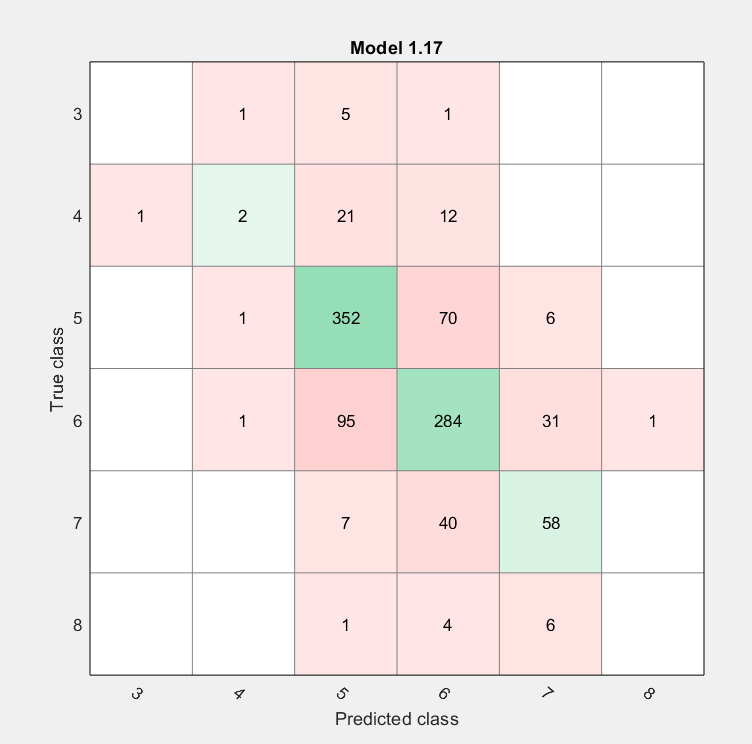 Model 1.17
3 1 5 1
4 1 2 21 12
5 1 352 70 6
6 1 95 284 31 1
7 7 40 58
8 1 4 6
3 4 5 6 7 8
True class
Predicted class